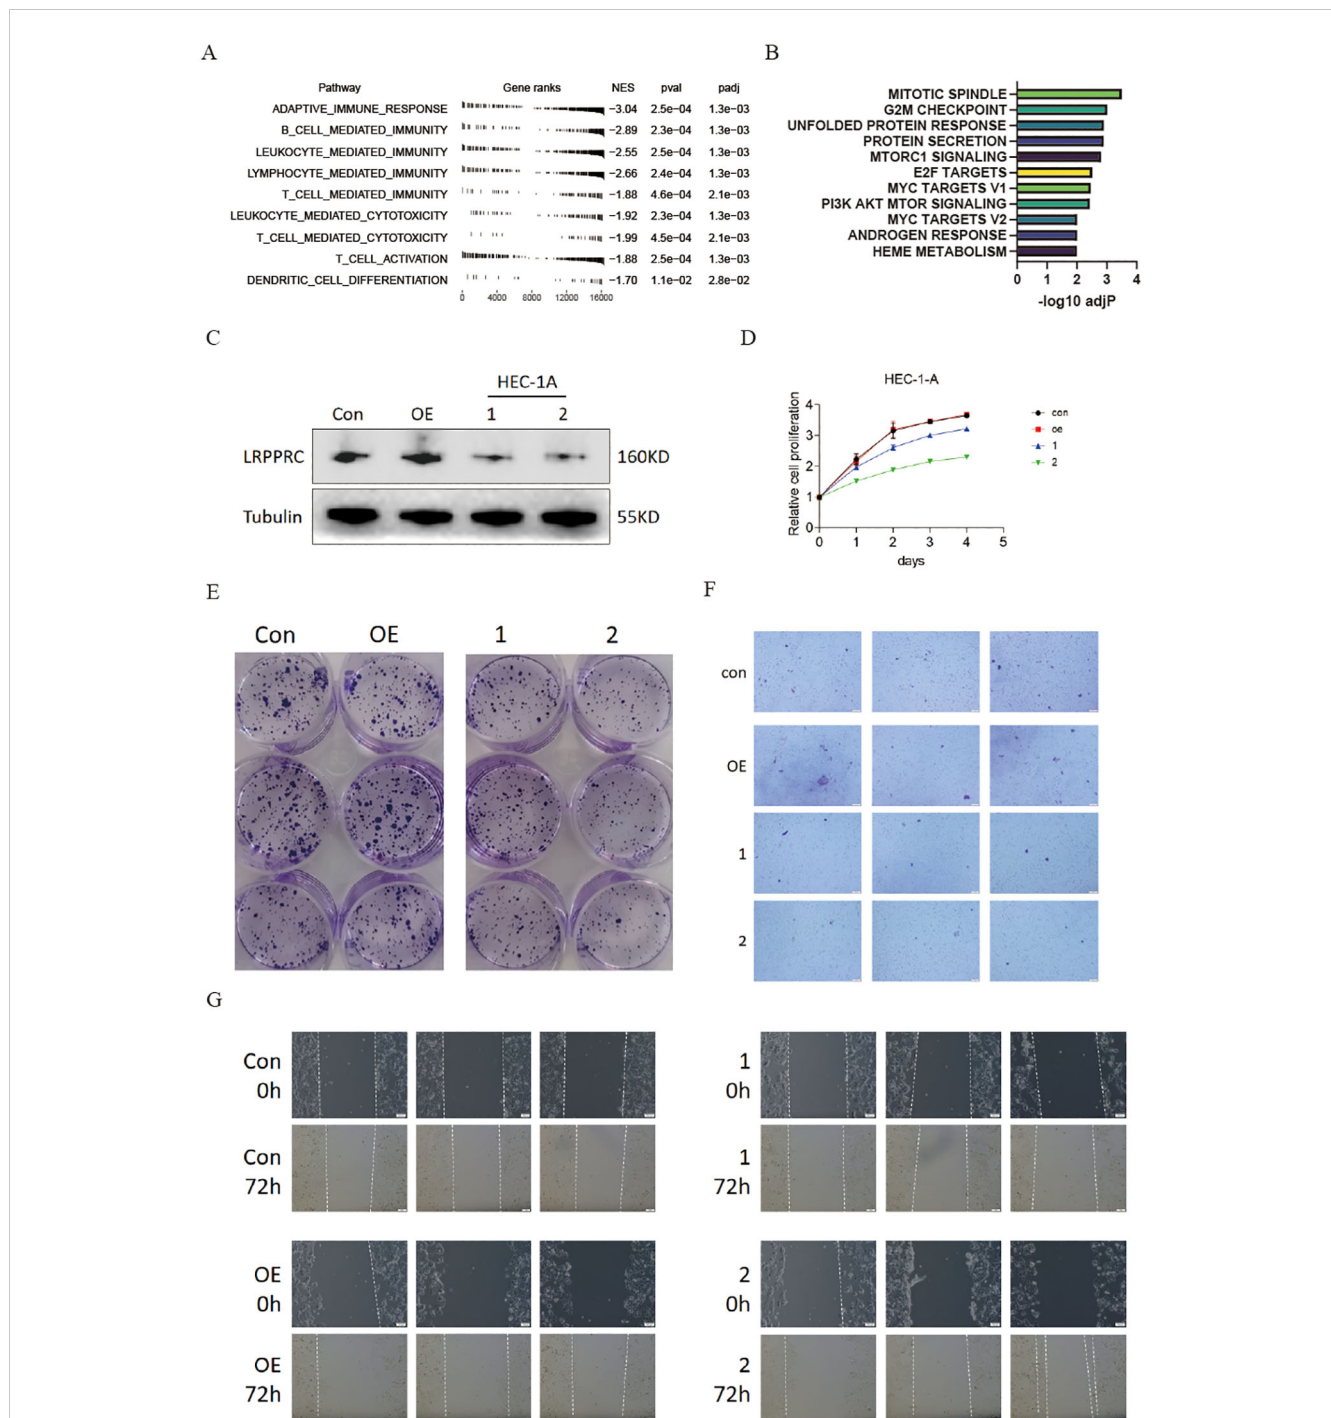 A
Pathway Gene ranks NES pval padj
ADAPTIVE_IMMUNE_RESPONSE −3.04 2.5e−04 1.3e−03
B_CELL_MEDIATED_IMMUNITY −2.89 2.3e−04 1.3e−03
LEUKOCYTE_MEDIATED_IMMUNITY −2.55 2.5e−04 1.3e−03
LYMPHOCYTE_MEDIATED_IMMUNITY −2.66 2.4e−04 1.3e−03
T_CELL_MEDIATED_IMMUNITY −1.88 4.6e−04 2.1e−03
LEUKOCYTE_MEDIATED_CYTOTOXICITY −1.92 2.3e−04 1.3e−03
T_CELL_MEDIATED_CYTOTOXICITY −1.99 4.5e−04 2.1e−03
T_CELL_ACTIVATION −1.88 2.5e−04 1.3e−03
DENDRITIC_CELL_DIFFERENTIATION −1.70 1.1e−02 2.8e−02
0 4000 8000 12000 16000
B
MITOTIC SPINDLE
G2M CHECKPOINT
UNFOLDED PROTEIN RESPONSE
PROTEIN SECRETION
MTORC1 SIGNALING
E2F TARGETS
MYC TARGETS V1
PI3K AKT MTOR SIGNALING
MYC TARGETS V2
ANDROGEN RESPONSE
HEME METABOLISM
0 1 2 3 4
-log10 adjP
C
HEC-1A
Con OE 1 2
LRPPRC 160KD
Tubulin 55KD
D
HEC-1-A
Relative cell proliferation
4
3
2
1
0
0 1 2 3 4 5
days
con
oe
1
2
E
Con OE 1 2
F
con
OE
1
2
G
Con
0h
Con
72h
OE
0h
OE
72h
1
0h
1
72h
2
0h
2
72h